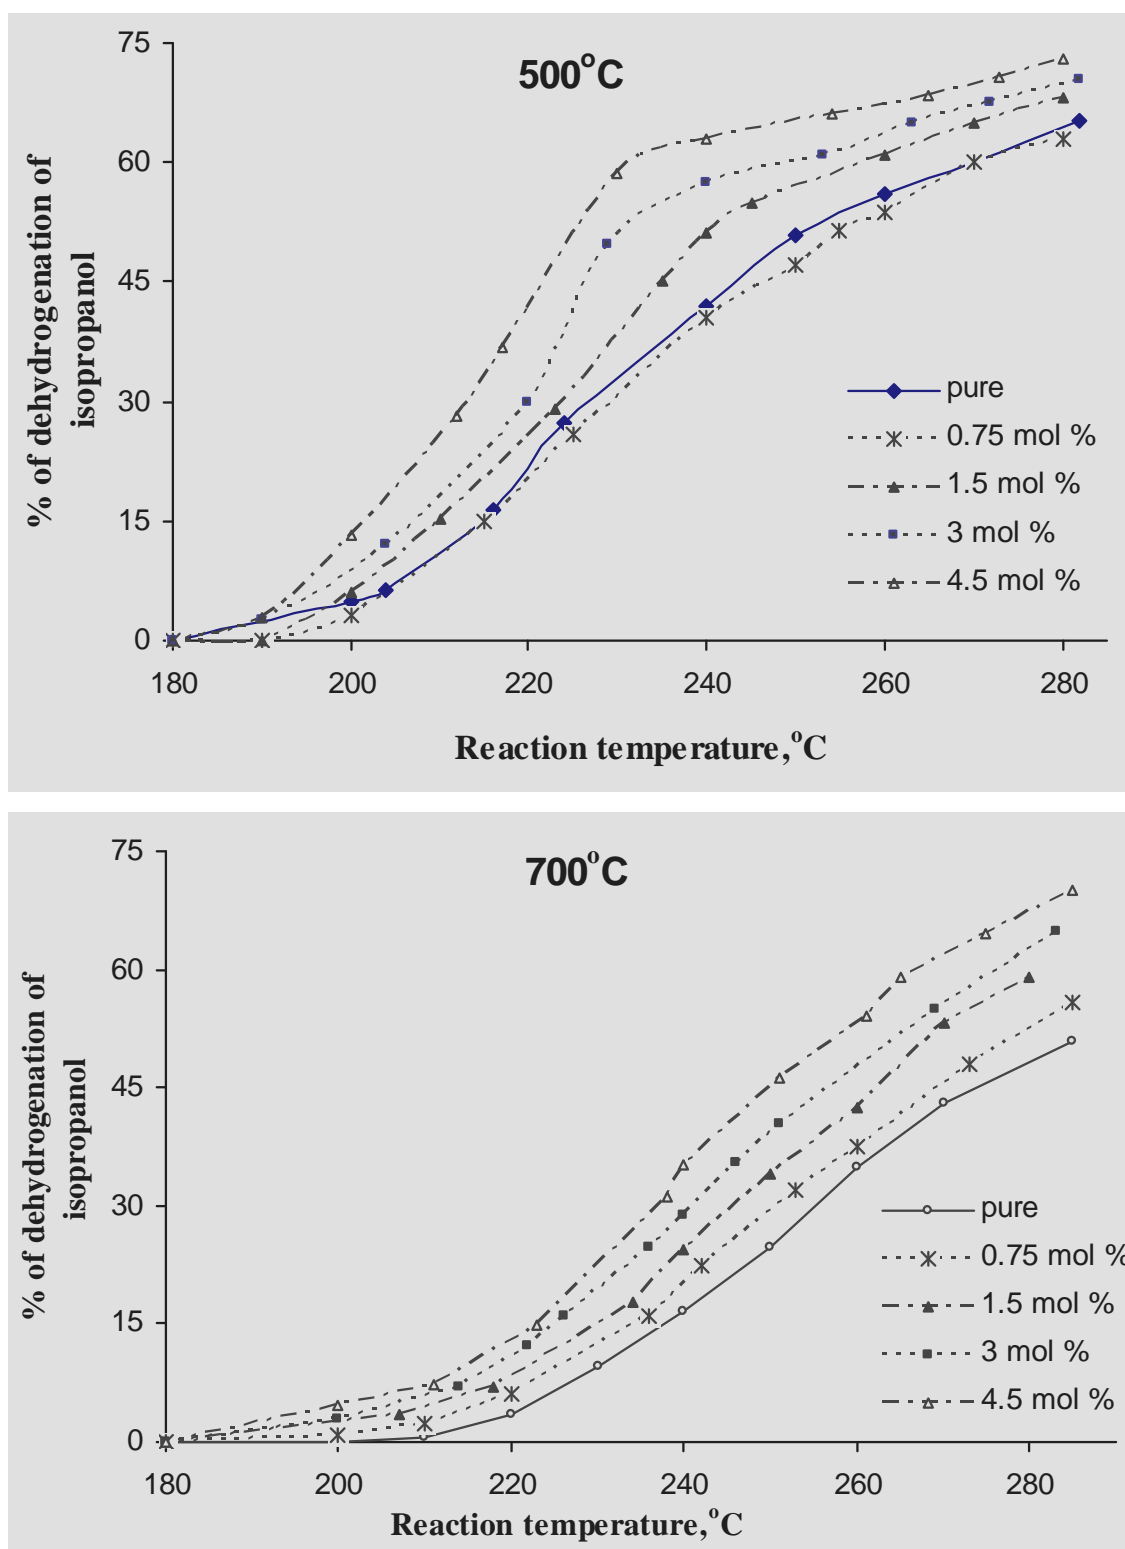 500°C
75
60
45
30
15
0
% of dehydrogenation of
isopropanol
pure
0.75 mol %
1.5 mol %
3 mol %
4.5 mol %
180 200 220 240 260 280
Reaction temperature,°C
700°C
75
60
45
30
15
0
% of dehydrogenation of
isopropanol
pure
0.75 mol %
1.5 mol %
3 mol %
4.5 mol %
180 200 220 240 260 280
Reaction temperature,°C